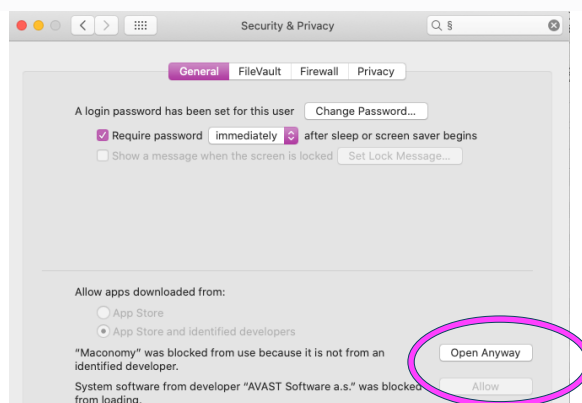 Security & Privacy
§
General FileVault Firewall Privacy
A login password has been set for this user Change Password...
Require password immediately after sleep or screen saver begins
Show a message when the screen is locked Set Lock Message...
Allow apps downloaded from:
App Store
App Store and identified developers
"Maconomy" was blocked from use because it is not from an Open Anyway
identified developer.
System software from developer "AVAST Software a.s." was blocked Allow
from loading.